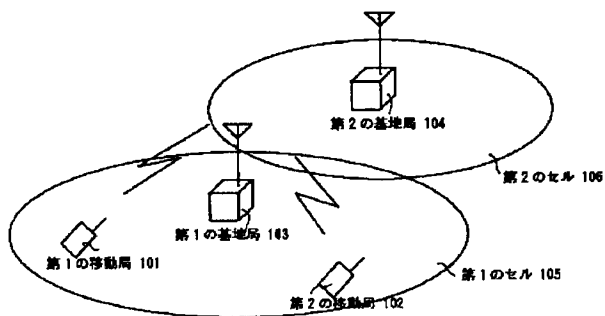 第2の基地局 104
第2のセル 106
第1の基地局 103
第1の移動局 101
第1のセル 105
第2の移動局 102